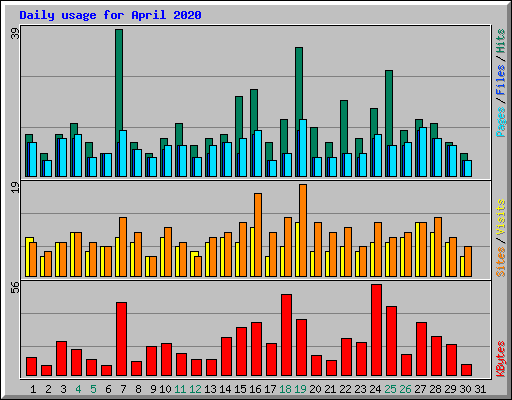 Daily usage for April 2020
39
Pages / Files / Hits
19
Sites / Visits
56
KBytes
1 2 3 4 5 6 7 8 9 10 11 12 13 14 15 16 17 18 19 20 21 22 23 24 25 26 27 28 29 30 31